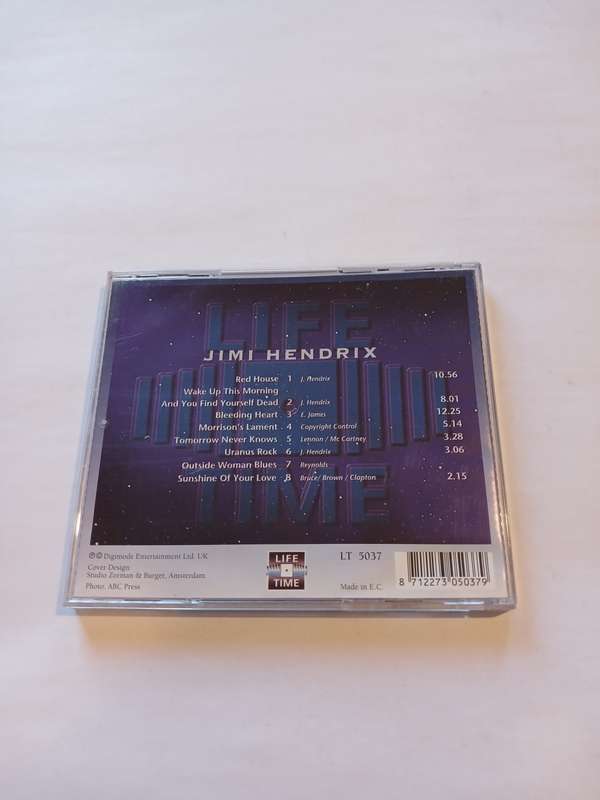 LIFE
JIMI HENDRIX
Red House 1 J. Hendrix 10.56
Wake Up This Morning
And You Find Yourself Dead 2 J. Hendrix 8.01
Bleeding Heart 3 E. James 12.25
Morrison's Lament 4 Copyright Control 5.14
Tomorrow Never Knows 5 Lennon / Mc Cartney 3.28
Uranus Rock 6 J. Hendrix 3.06
Outside Woman Blues 7 Reynolds
Sunshine Of Your Love 8 Bruce/ Brown / Clapton 2.15
TIME
℗© Digimode Entertainment Ltd. UK
Cover Design
Studio Zeeman & Burger, Amsterdam
Photo: ABC Press
LIFE
TIME
LT 5037
Made in E.C.
8 712273 050379